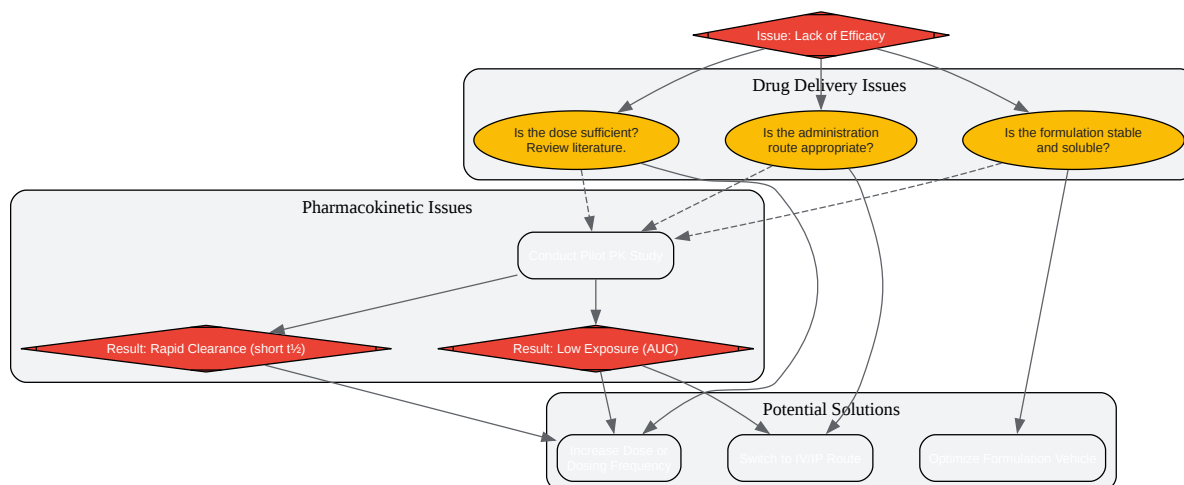 Issue: Lack of Efficacy
Drug Delivery Issues
Is the dose sufficient?
Review literature.
Is the administration
route appropriate?
Is the formulation stable
and soluble?
Pharmacokinetic Issues
Conduct Pilot PK Study
Result: Rapid Clearance (short t½)
Result: Low Exposure (AUC)
Potential Solutions
Increase Dose or
Dosing Frequency
Switch to IV/IP Route
Optimize Formulation Vehicle